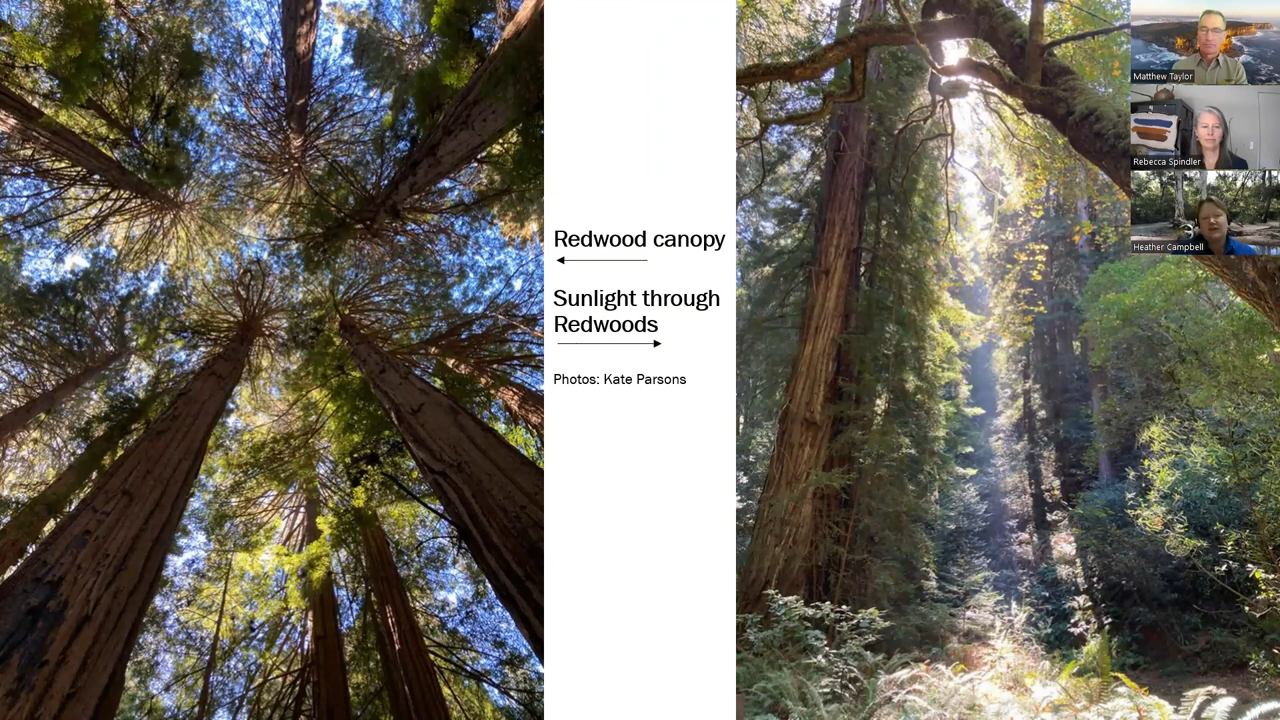 Redwood canopy
Sunlight through
Redwoods
Photos: Kate Parsons
Matthew Taylor
Rebecca Spindler
Heather Campbell